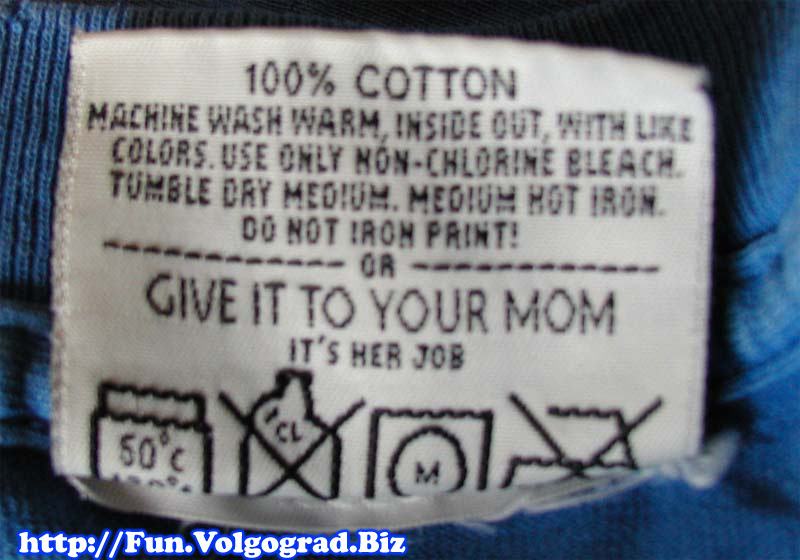 100% COTTON
MACHINE WASH WARM, INSIDE OUT, WITH LIKE
COLORS. USE ONLY NON-CHLORINE BLEACH.
TUMBLE DRY MEDIUM. MEDIUM HOT IRON.
DO NOT IRON PRINT!
OR
GIVE IT TO YOUR MOM
IT'S HER JOB
CL
50°C
M
http://Fun.Volgograd.Biz